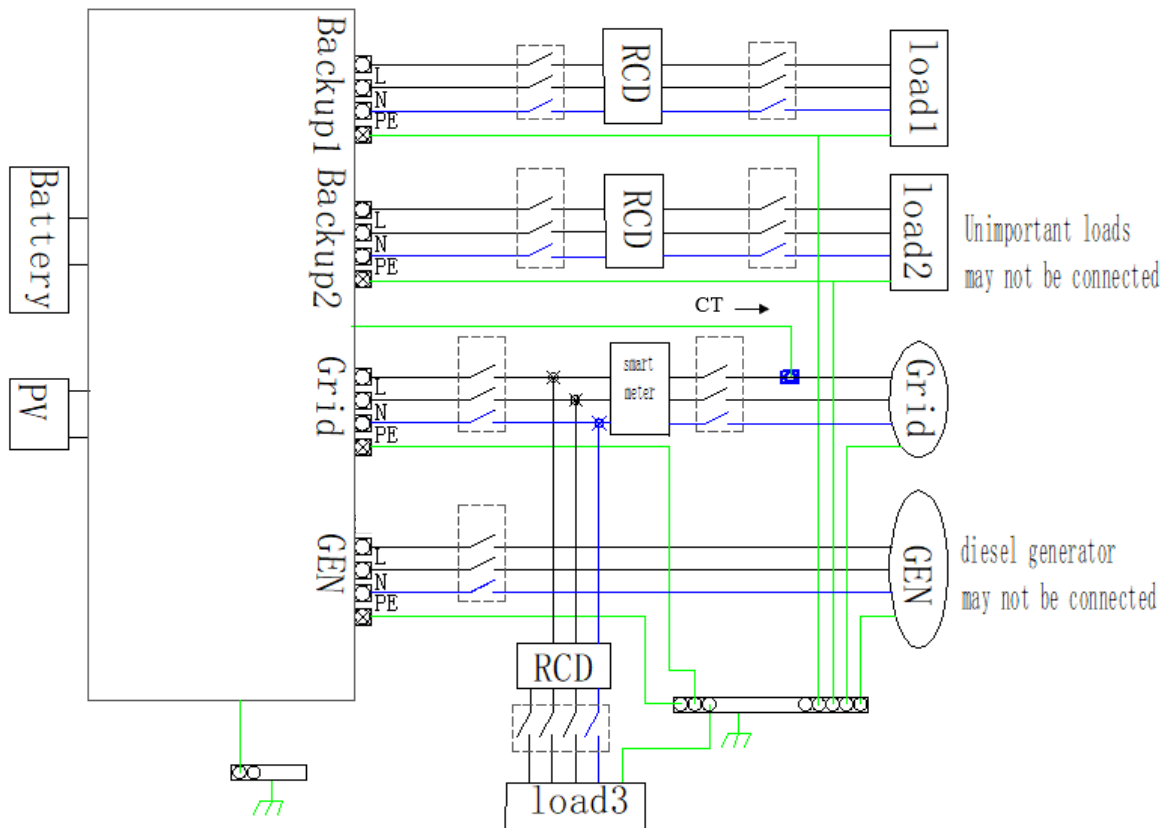 Backup1
L
N
PE
RCD
load1
Battery
Backup2
L
N
PE
RCD
load2
Unimportant loads
may not be connected
CT
PV
Grid
L
N
PE
smart
meter
Grid
GEN
L
N
PE
GEN
diesel generator
may not be connected
RCD
load3